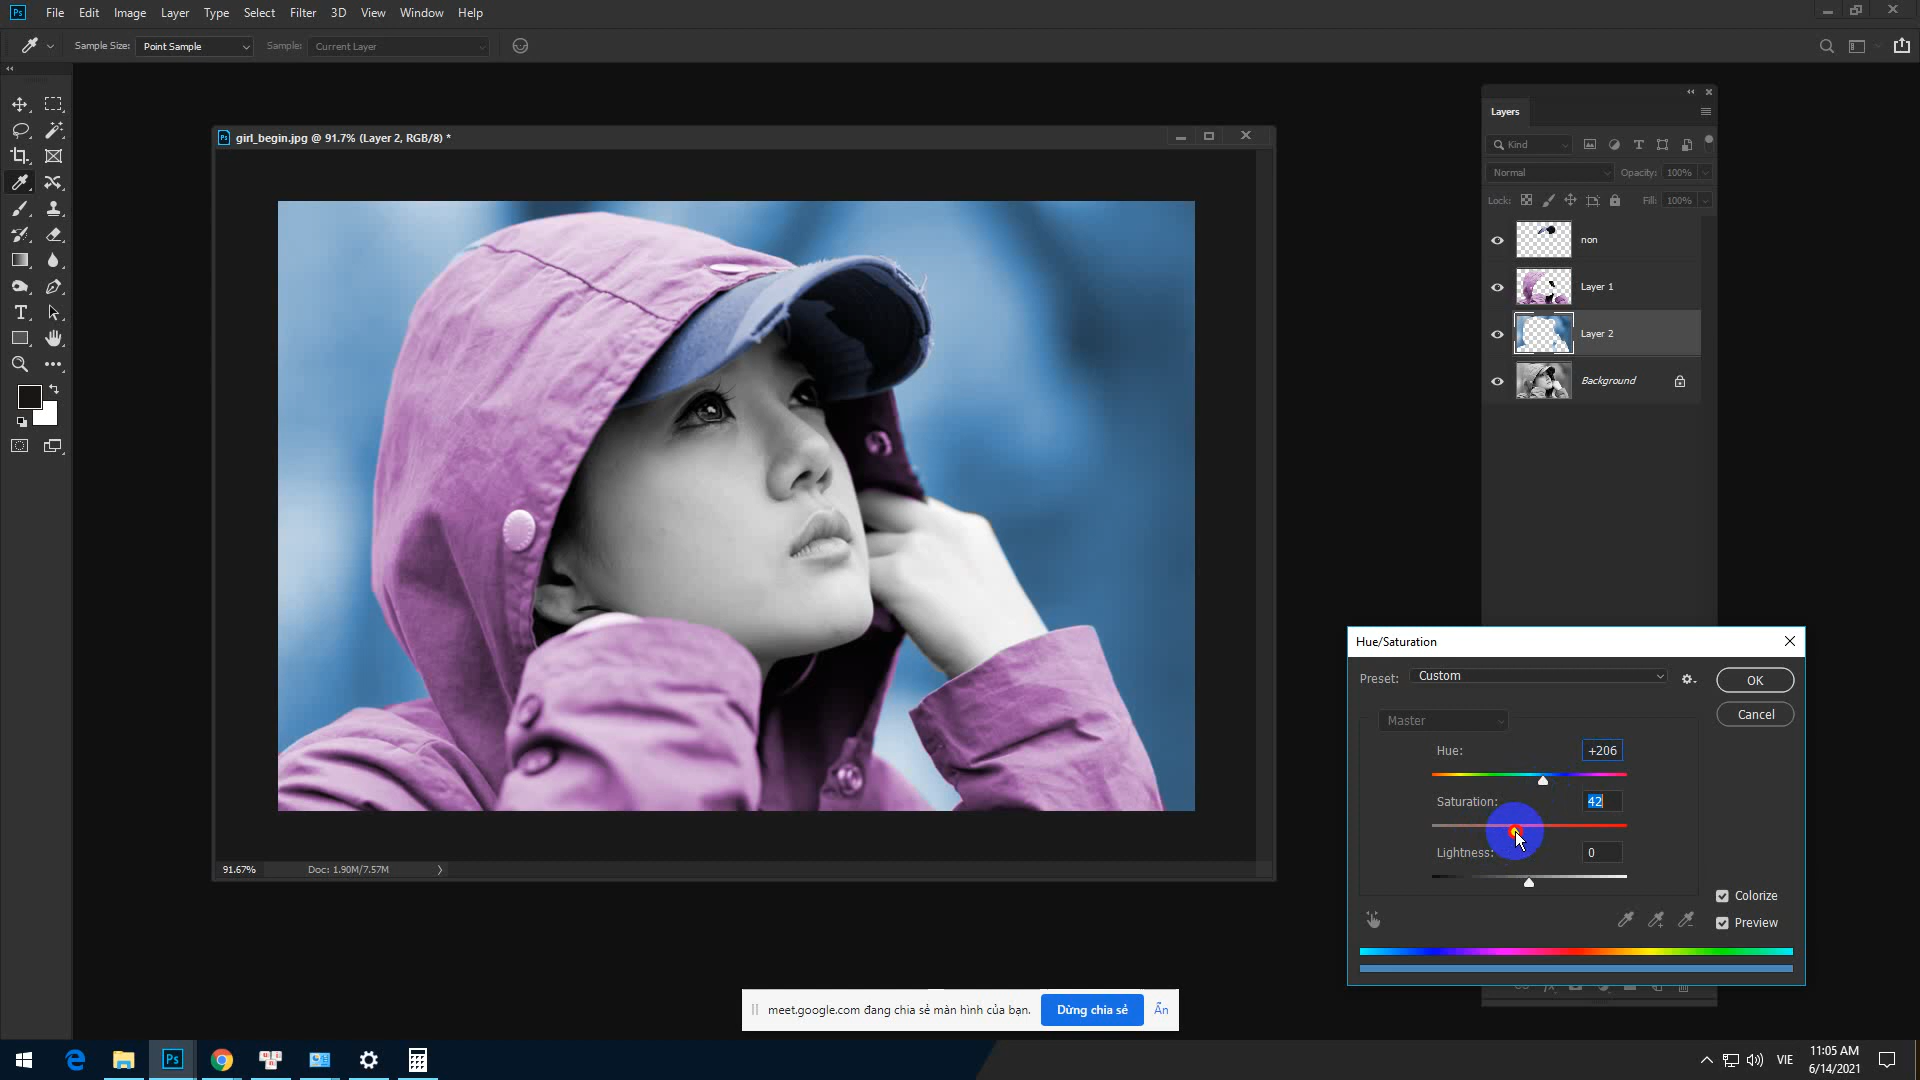 Ps File Edit Image Layer Type Select Filter 3D View Window Help
Sample Size: Point Sample Sample: Current Layer
Ps girl_begin.jpg @ 91.7% (Layer 2, RGB/8) *
Layers
Kind
Normal Opacity: 100%
Lock: Fill: 100%
non
Layer 1
Layer 2
Background
Hue/Saturation
Preset: Custom OK
Master Cancel
Hue: +206
Saturation: 42
Lightness: 0
Colorize
Preview
91.67% Doc: 1.90M/7.57M
meet.google.com đang chia sẻ màn hình của bạn. Dừng chia sẻ Ẩn
Ps
VIE
11:05 AM
6/14/2021